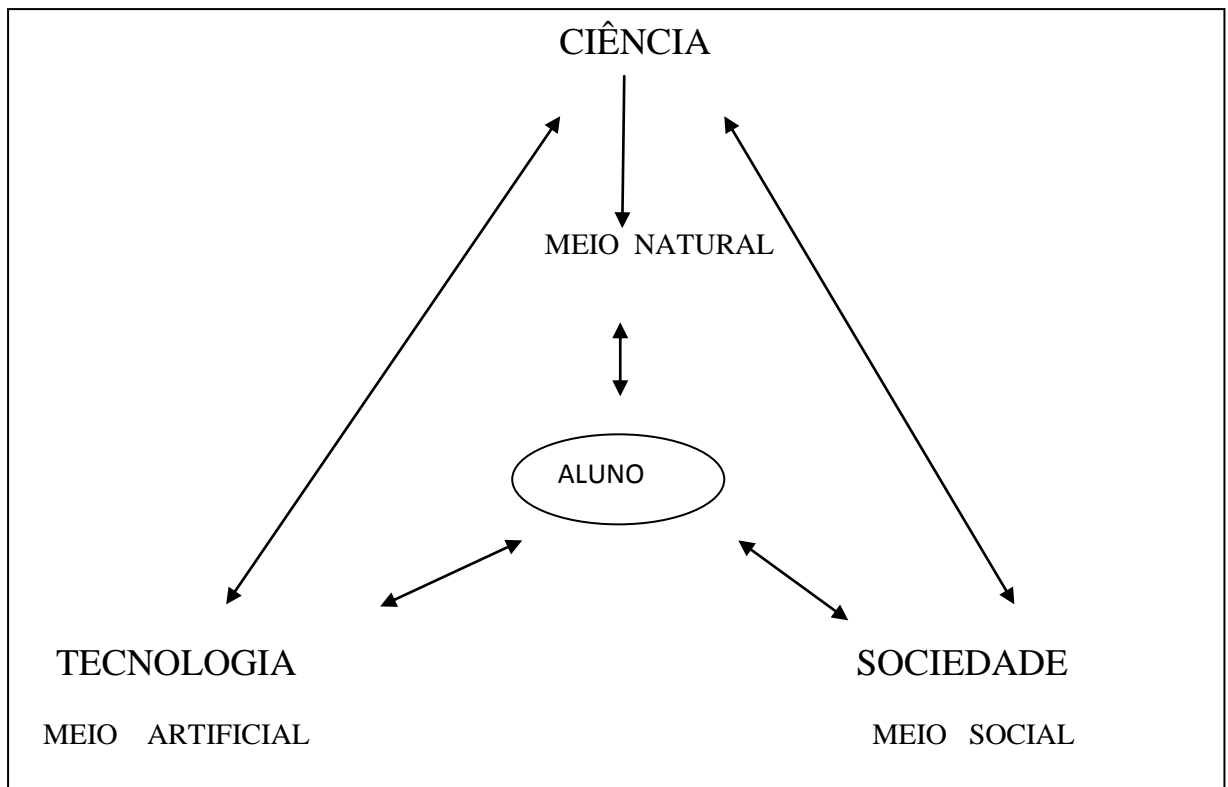 CIÊNCIA
MEIO NATURAL
ALUNO
TECNOLOGIA
SOCIEDADE
MEIO ARTIFICIAL
MEIO SOCIAL